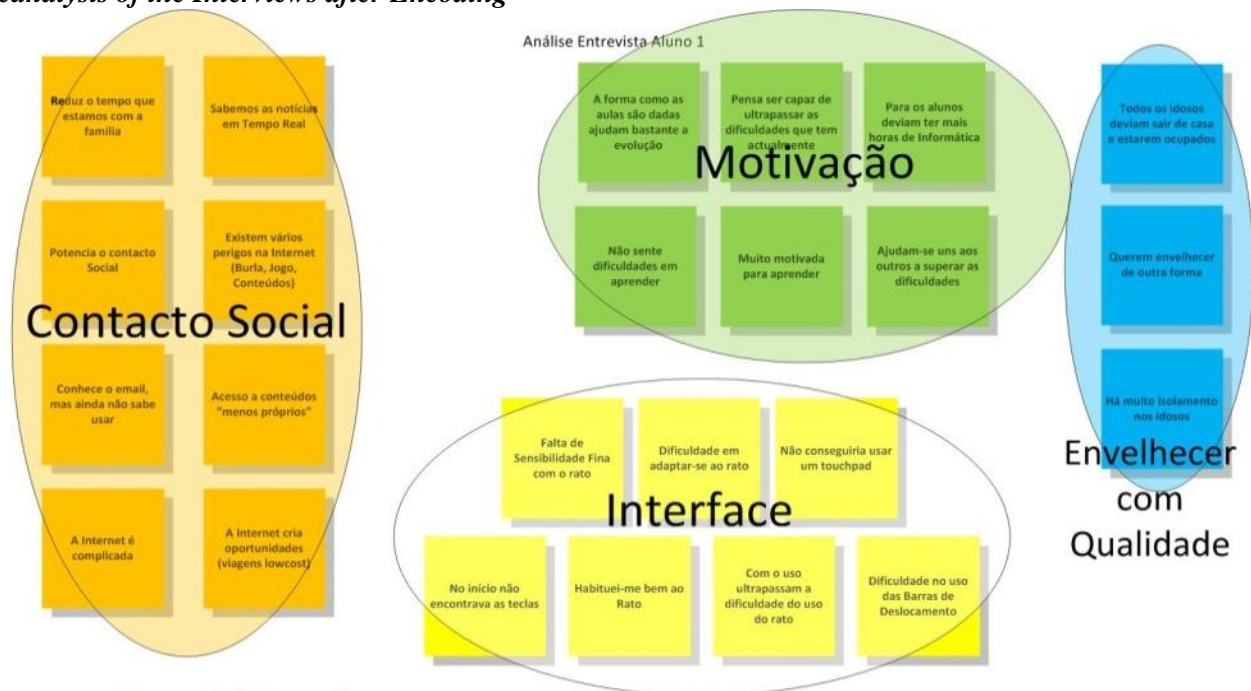 eanalysis of the Interviews after Encoding
Análise Entrevista Aluno 1
Reduz o tempo que
estamos com a
família
Sabemos as notícias
em Tempo Real
Potencia o contacto
Social
Existem vários
perigos na Internet
(Burla, Jogo,
Conteúdos)
Contacto Social
Conhece o email,
mas ainda não sabe
usar
Acesso a conteúdos
"menos próprios"
A Internet é
complicada
A Internet cria
oportunidades
(viagens lowcost)
A forma como as
aulas são dadas
ajudam bastante a
evolução
Pensa ser capaz de
ultrapassar as
dificuldades que tem
actualmente
Para os alunos
deviam ter mais
horas de Informática
Motivação
Não sente
dificuldades em
aprender
Muito motivada
para aprender
Ajudam-se uns aos
outros a superar as
dificuldades
Todos os idosos
deviam sair de casa
e estarem ocupados
Querem envelhecer
de outra forma
Há muito isolamento
nos idosos
Envelhecer
com
Qualidade
Falta de
Sensibilidade Fina
com o rato
Dificuldade em
adaptar-se ao rato
Não conseguiria usar
um touchpad
Interface
No início não
encontrava as teclas
Habituei-me bem ao
Rato
Com o uso
ultrapassam a
dificuldade do uso
do rato
Dificuldade no uso
das Barras de
Deslocamento